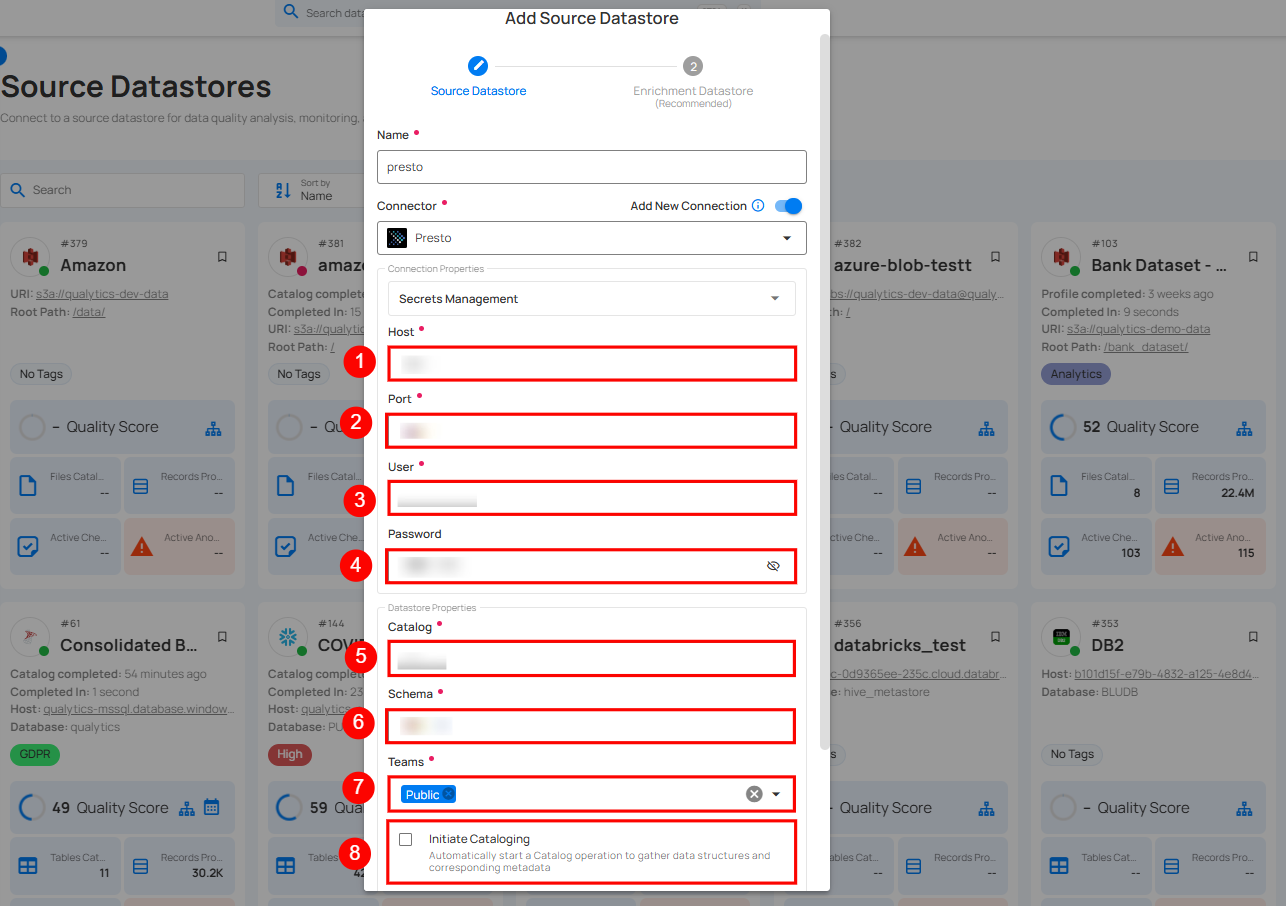 Search data
Add Source Datastore
2
Source Datastore
Enrichment Datastore
(Recommended)
Source Datastores
Connect to a source datastore for data quality analysis, monitoring,
Name
presto
Search
Sort by
Name
Connector
Add New Connection
Presto
Connection Properties
Secrets Management
Host
1
Port
2
User
3
Password
4
Datastore Properties
Catalog
5
Schema
6
Teams
7
Public
8
Initiate Cataloging
Automatically start a Catalog operation to gather data structures and
corresponding metadata
#379
Amazon
URI: s3a://qualytics-dev-data
Root Path: /data/
No Tags
– Quality Score
Files Catal...
--
Records Pro...
--
Active Che...
--
Active Ano...
--
#381
amaz
Catalog complet
Completed In: 15
URI: s3a://qualytic
Root Path: /
No Tags
– Qu
Files Catal
Active Che
#382
azure-blob-testt
bs://qualytics-dev-data@qualy...
h: /
s
– Quality Score
es Catal...
--
Records Pro...
--
tive Che...
--
Active Ano...
--
#103
Bank Dataset - ...
Profile completed: 3 weeks ago
Completed In: 9 seconds
URI: s3a://qualytics-demo-data
Root Path: /bank_dataset/
Analytics
52 Quality Score
Files Catal...
8
Records Pro...
22.4M
Active Che...
103
Active Ano...
115
#61
Consolidated B...
Catalog completed: 54 minutes ago
Completed In: 1 second
Host: qualytics-mssql.database.window...
Database: qualytics
GDPR
49 Quality Score
Tables Cat...
11
Records Pro...
30.2K
#144
COVI
Catalog complet
Completed In: 23
Host: qualytics
Database: PU
High
59 Qua
Tables
42
#356
databricks_test
c-0d9365ee-235c.cloud.databr...
e: hive_metastore
s
– Quality Score
bles Cat...
--
Records Pro...
--
#353
DB2
Host: b101d15f-e79b-4832-a125-4e8d4...
Database: BLUDB
No Tags
– Quality Score
Tables Cat...
--
Records Pro...
--